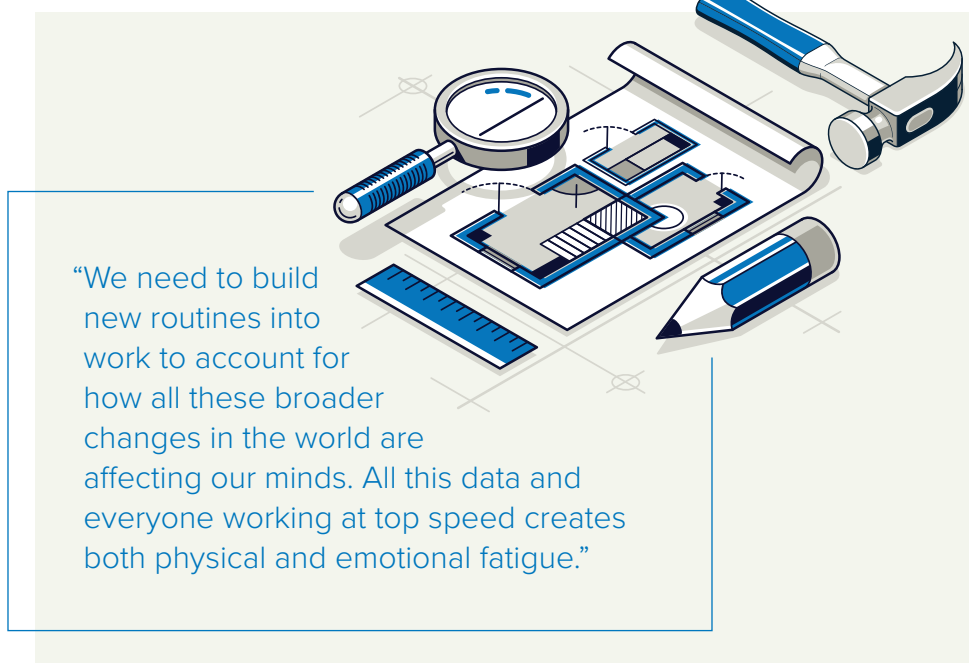 “We need to build
new routines into
work to account for
how all these broader
changes in the world are
affecting our minds. All this data and
everyone working at top speed creates
both physical and emotional fatigue.”